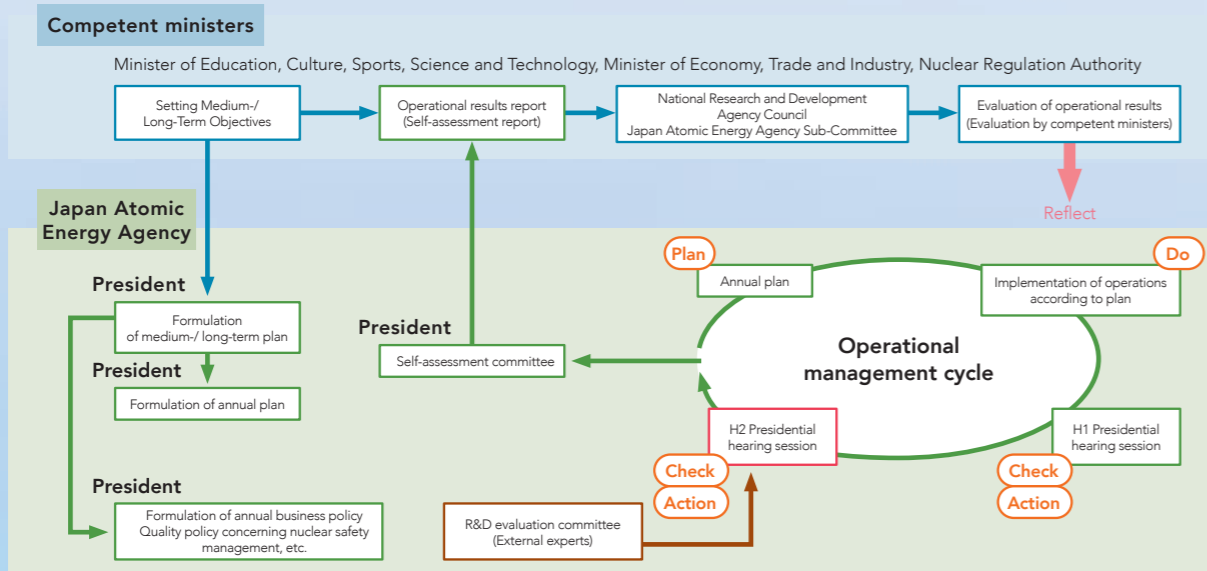 Competent ministers
Minister of Education, Culture, Sports, Science and Technology, Minister of Economy, Trade and Industry, Nuclear Regulation Authority
Setting Medium-/
Long-Term Objectives
Operational results report
(Self-assessment report)
National Research and Development
Agency Council
Japan Atomic Energy Agency Sub-Committee
Evaluation of operational results
(Evaluation by competent ministers)
Reflect
Japan Atomic
Energy Agency
President
Formulation
of medium-/ long-term plan
President
Formulation of annual plan
President
Formulation of annual business policy
Quality policy concerning nuclear safety
management, etc.
President
Self-assessment committee
Plan
Annual plan
Do
Implementation of operations
according to plan
Operational
management cycle
H2 Presidential
hearing session
Check
Action
H1 Presidential
hearing session
Check
Action
R&D evaluation committee
(External experts)